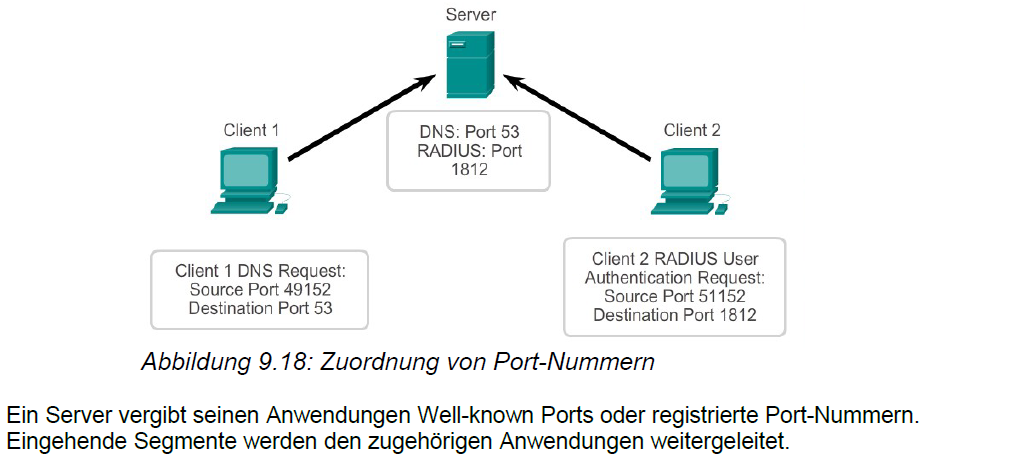 Server
Client 1
DNS: Port 53
RADIUS: Port
1812
Client 2
Client 1 DNS Request:
Source Port 49152
Destination Port 53
Client 2 RADIUS User
Authentication Request:
Source Port 51152
Destination Port 1812
Abbildung 9.18: Zuordnung von Port-Nummern
Ein Server vergibt seinen Anwendungen Well-known Ports oder registrierte Port-Nummern.
Eingehende Segmente werden den zugehörigen Anwendungen weitergeleitet.